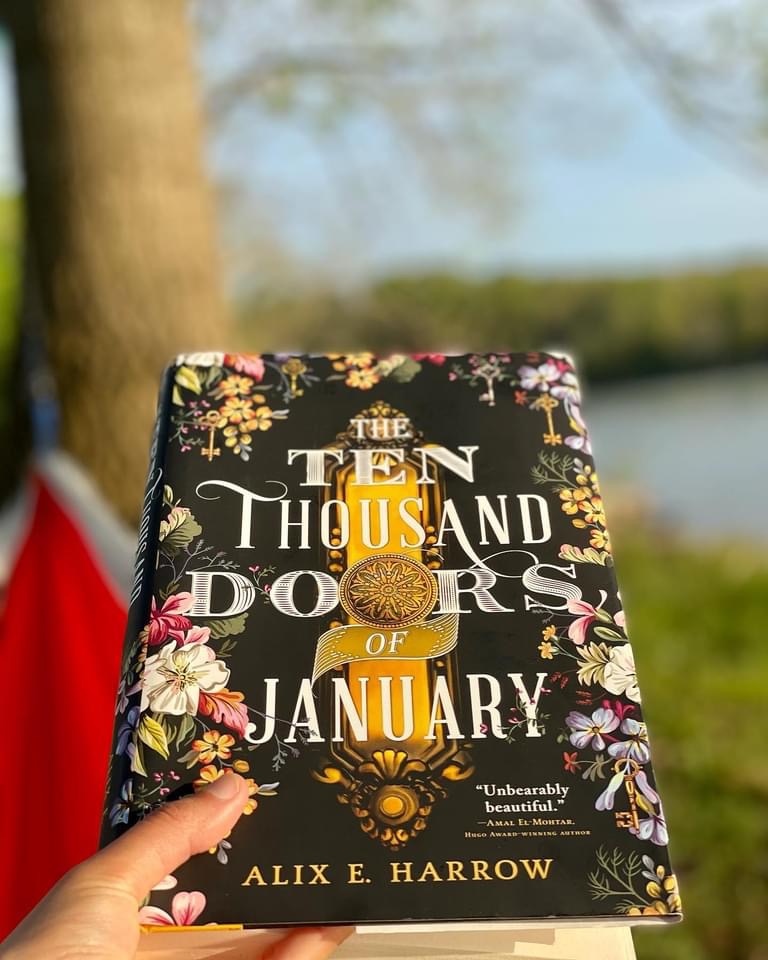 THE
TEN
THOUSAND
DOORS
OF
JANUARY
“Unbearably
beautiful.”
—AMAL EL-MOHTAR,
HUGO AWARD-WINNING AUTHOR
ALIX E. HARROW